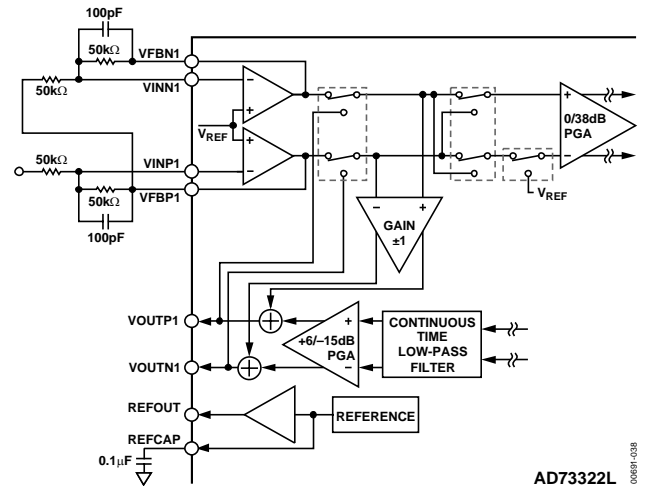 100pF
50kΩ
VFBN1
50kΩ
VINN1
VREF
50kΩ
VINP1
50kΩ
VFBP1
100pF
0/38dB
PGA
VREF
GAIN
±1
VOUTP1
+6/–15dB
PGA
CONTINUOUS
TIME
LOW-PASS
FILTER
VOUTN1
REFOUT
REFERENCE
REFCAP
0.1µF
AD73322L
00691-038